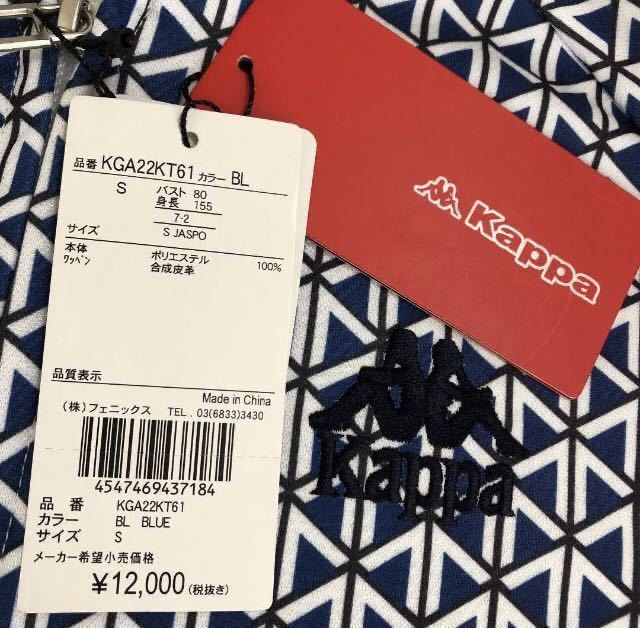 品番 KGA22KT61 カラー BL
S バスト 80
身長 155
7-2
サイズ S JASPO
本体 ポリエステル 100%
ワッペン 合成皮革
品質表示
Made in China
(株)フェニックス TEL. 03(6833)3430
4547469437184
品 番 KGA22KT61
カラー BL BLUE
サイズ S
メーカー希望小売価格
¥12,000(税抜き)
Kappa
Kappa